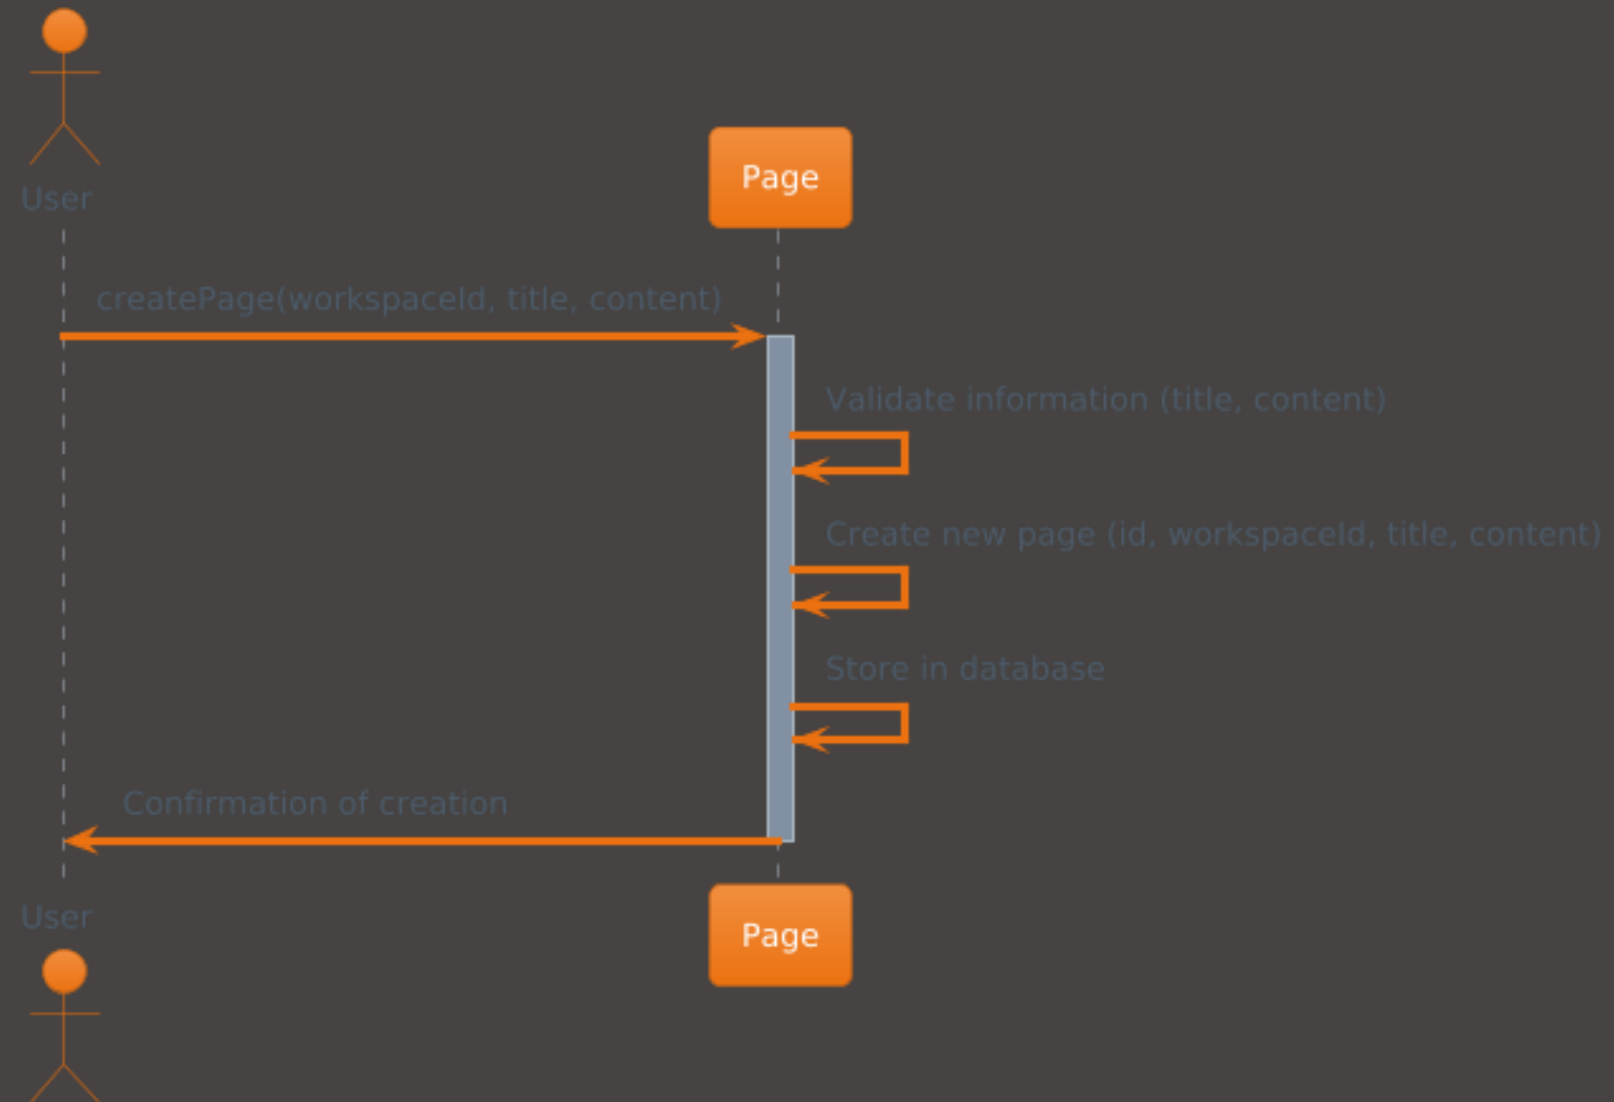 User
Page
createPage(workspaceId, title, content)
Validate information (title, content)
Create new page (id, workspaceId, title, content)
Store in database
Confirmation of creation
User
Page